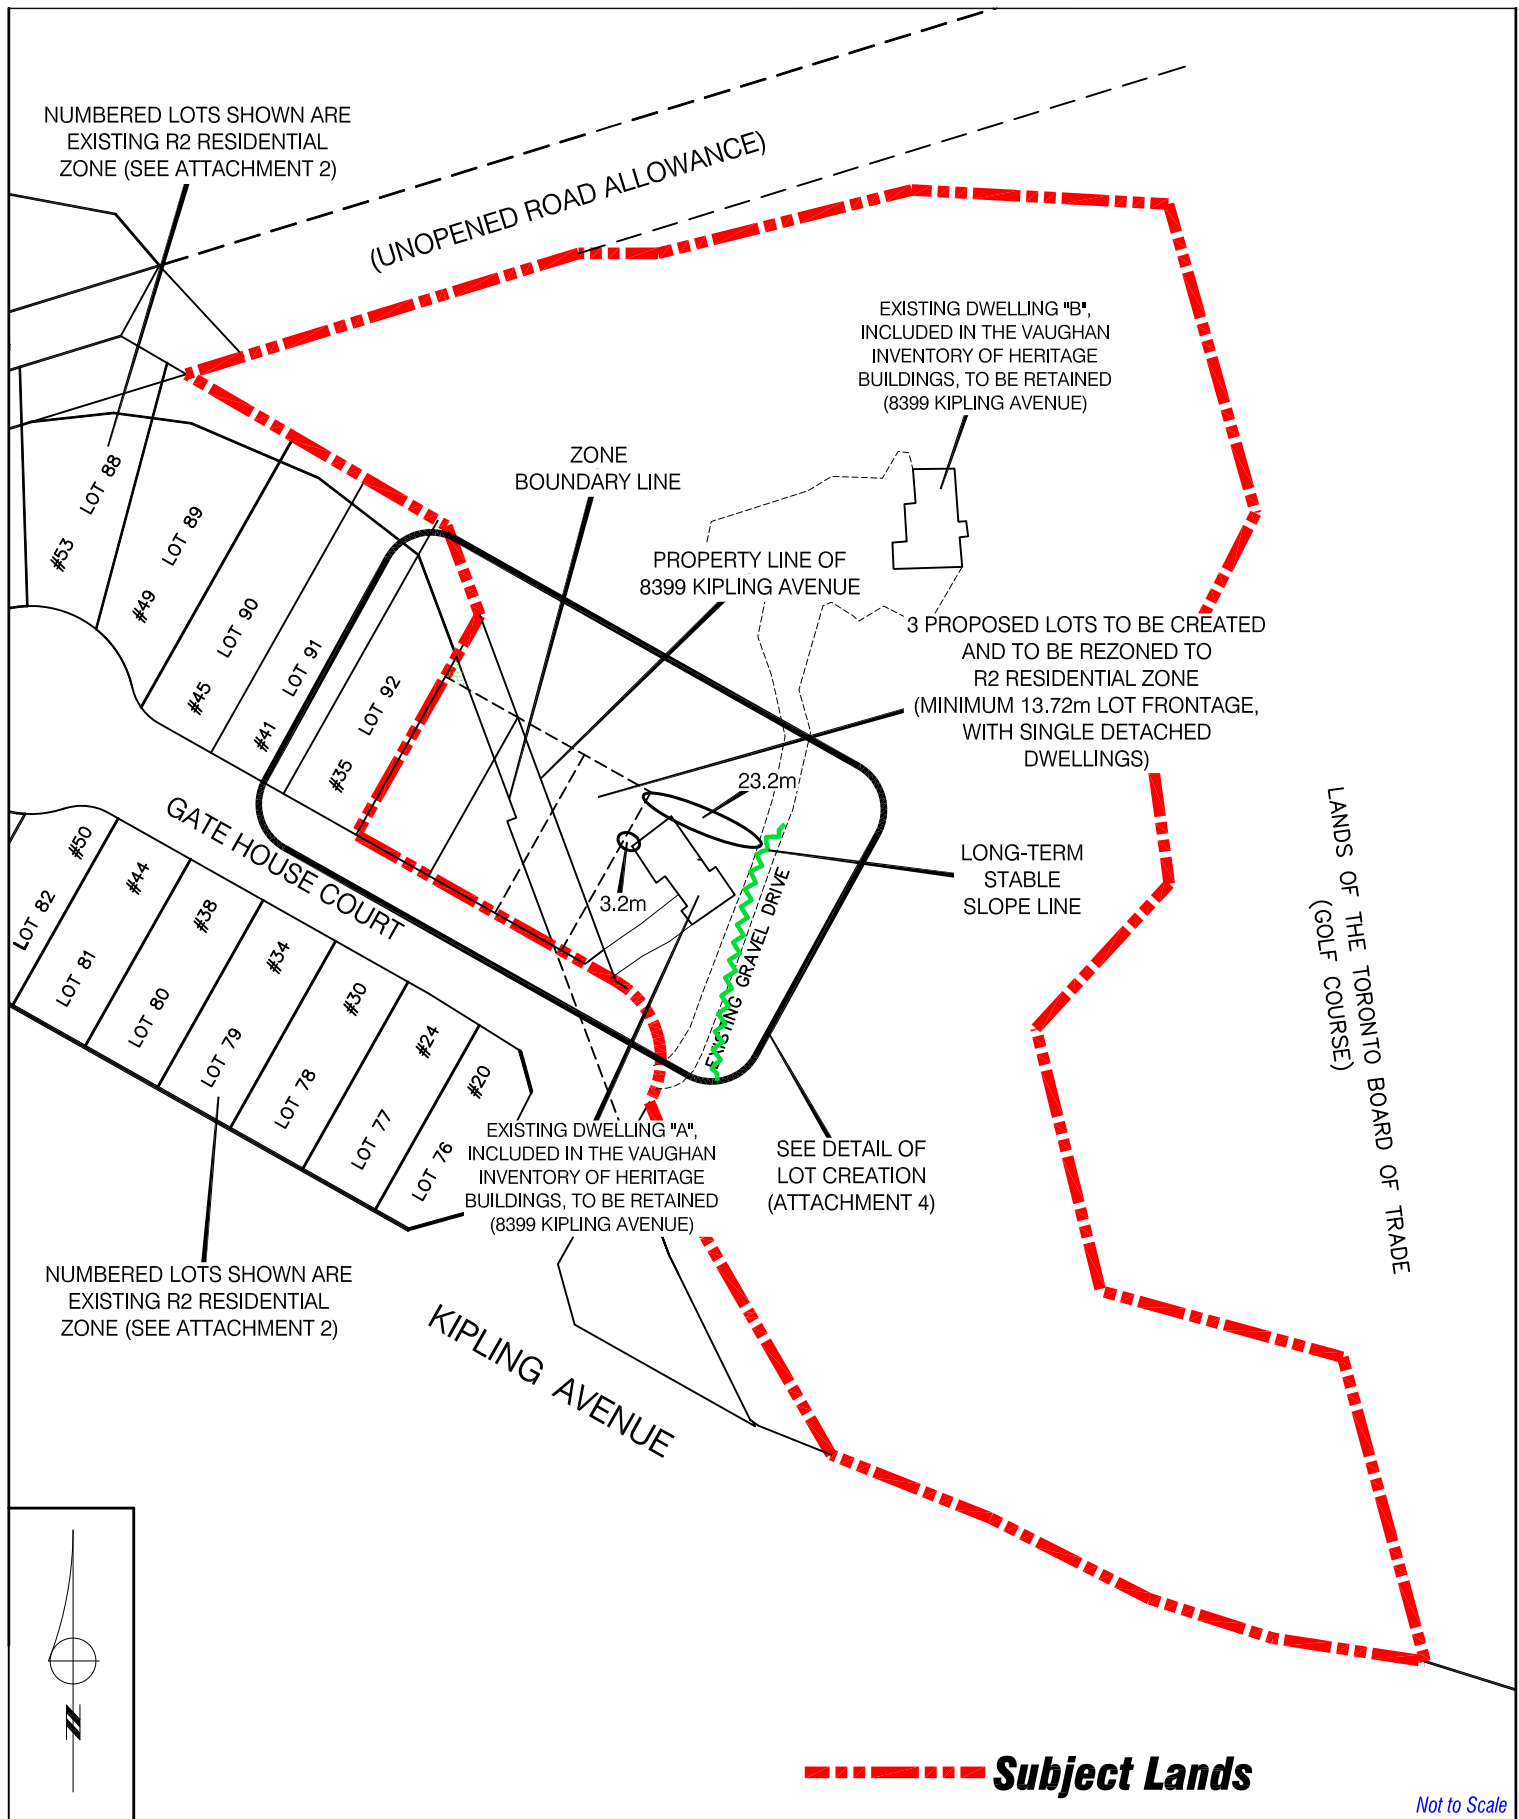 NUMBERED LOTS SHOWN ARE
EXISTING R2 RESIDENTIAL
ZONE (SEE ATTACHMENT 2)
(UNOPENED ROAD ALLOWANCE)
EXISTING DWELLING "B",
INCLUDED IN THE VAUGHAN
INVENTORY OF HERITAGE
BUILDINGS, TO BE RETAINED
(8399 KIPLING AVENUE)
ZONE
BOUNDARY LINE
PROPERTY LINE OF
8399 KIPLING AVENUE
3 PROPOSED LOTS TO BE CREATED
AND TO BE REZONED TO
R2 RESIDENTIAL ZONE
(MINIMUM 13.72m LOT FRONTAGE,
WITH SINGLE DETACHED
DWELLINGS)
#53 LOT 88
#49 LOT 89
#45 LOT 90
#41 LOT 91
#35 LOT 92
23.2m
3.2m
LONG-TERM
STABLE
SLOPE LINE
EXISTING GRAVEL DRIVE
GATE HOUSE COURT
LANDS OF THE TORONTO BOARD OF TRADE
(GOLF COURSE)
LOT 82 #50
LOT 81 #44
LOT 80 #38
LOT 79 #34
LOT 78 #30
LOT 77 #24
LOT 76 #20
EXISTING DWELLING "A",
INCLUDED IN THE VAUGHAN
INVENTORY OF HERITAGE
BUILDINGS, TO BE RETAINED
(8399 KIPLING AVENUE)
SEE DETAIL OF
LOT CREATION
(ATTACHMENT 4)
NUMBERED LOTS SHOWN ARE
EXISTING R2 RESIDENTIAL
ZONE (SEE ATTACHMENT 2)
KIPLING AVENUE
N
Subject Lands
Not to Scale